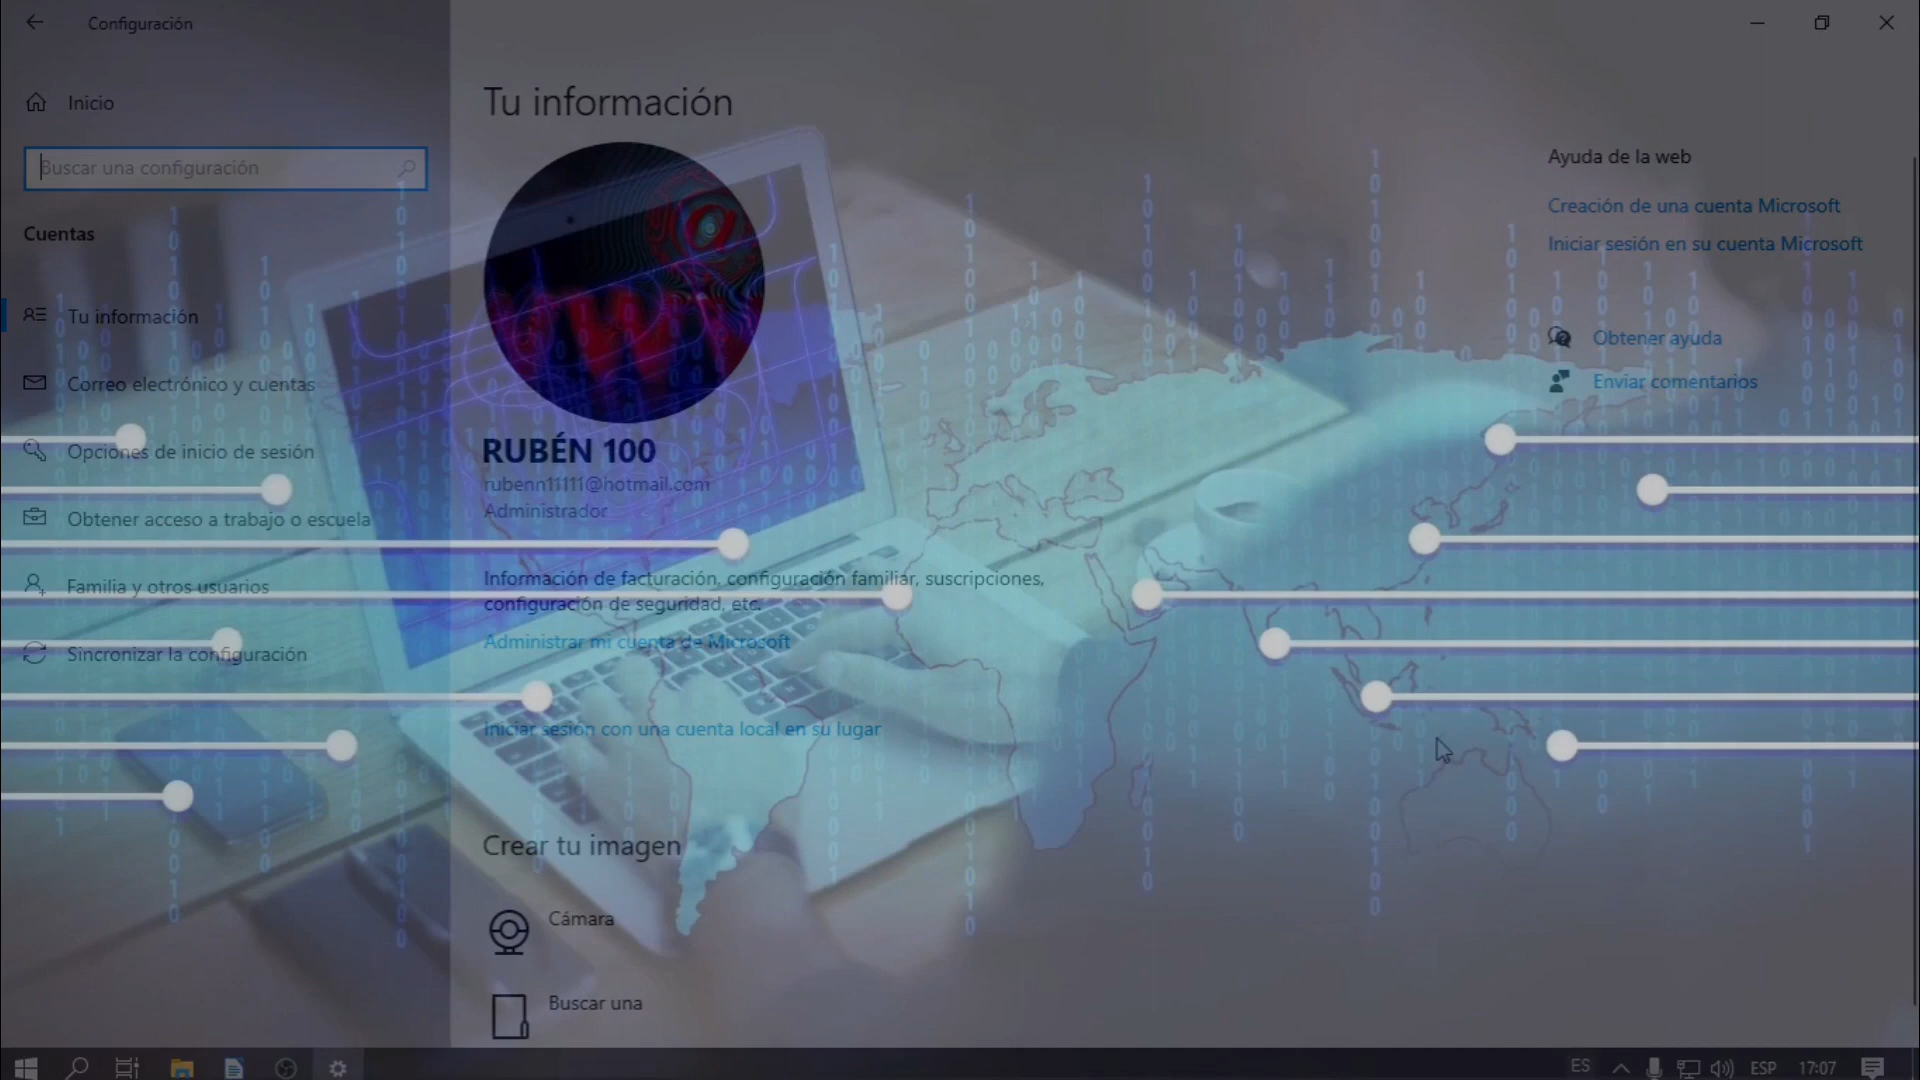 Configuración
Inicio
Buscar una configuración
Cuentas
Tu información
Correo electrónico y cuentas
Opciones de inicio de sesión
Obtener acceso a trabajo o escuela
Familia y otros usuarios
Sincronizar la configuración
Tu información
RUBÉN 100
rubenn11111@hotmail.com
Administrador
Información de facturación, configuración familiar, suscripciones,
configuración de seguridad, etc.
Administrar mi cuenta de Microsoft
Iniciar sesión con una cuenta local en su lugar
Crear tu imagen
Cámara
Buscar una
Ayuda de la web
Creación de una cuenta Microsoft
Iniciar sesión en su cuenta Microsoft
Obtener ayuda
Enviar comentarios
ES
ESP
17:07